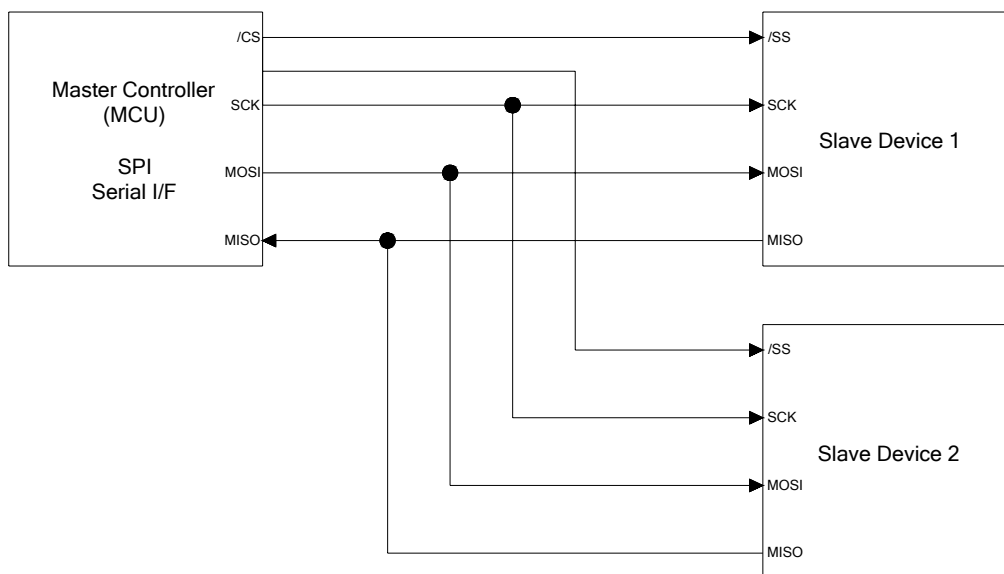 /CS
Master Controller
(MCU)
SCK
SPI
Serial I/F
MOSI
MISO
/SS
SCK
Slave Device 1
MOSI
MISO
/SS
SCK
Slave Device 2
MOSI
MISO